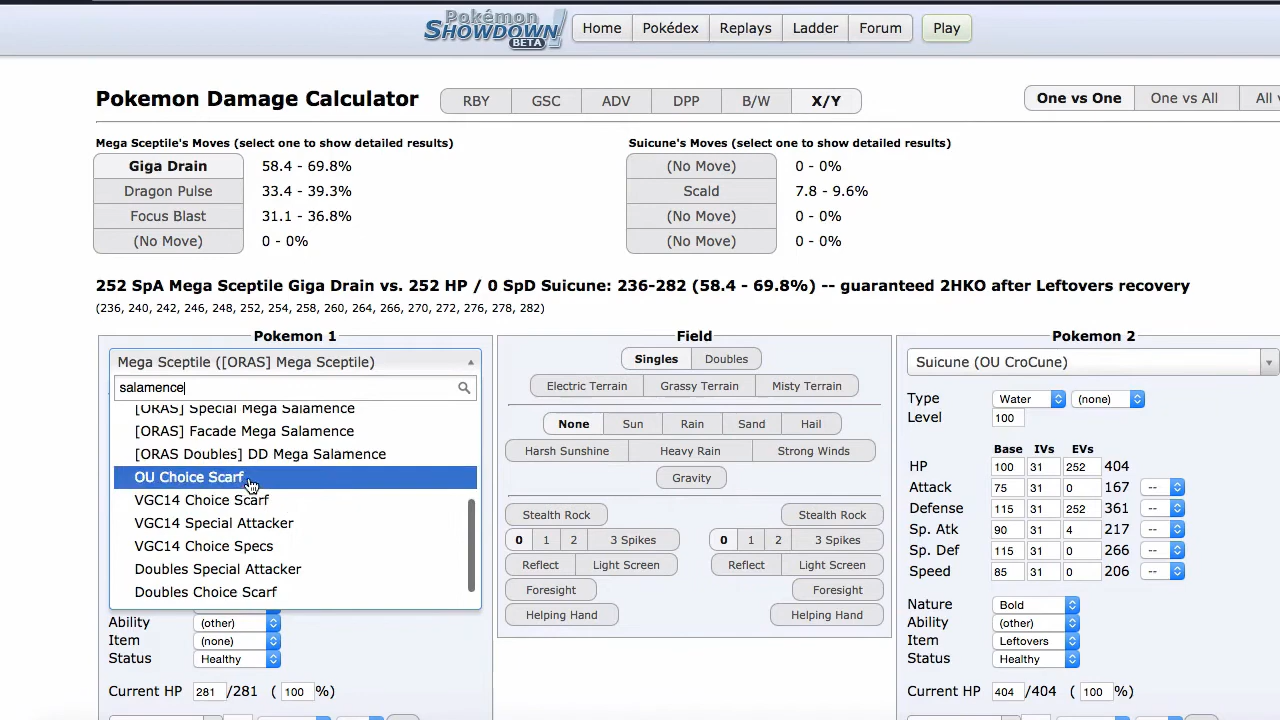 Pokémon
SHOWDOWN!
BETA
Home Pokédex Replays Ladder Forum Play
Pokemon Damage Calculator RBY GSC ADV DPP B/W X/Y One vs One One vs All All v
Mega Sceptile's Moves (select one to show detailed results) Suicune's Moves (select one to show detailed results)
Giga Drain 58.4 - 69.8% (No Move) 0 - 0%
Dragon Pulse 33.4 - 39.3% Scald 7.8 - 9.6%
Focus Blast 31.1 - 36.8% (No Move) 0 - 0%
(No Move) 0 - 0% (No Move) 0 - 0%
252 SpA Mega Sceptile Giga Drain vs. 252 HP / 0 SpD Suicune: 236-282 (58.4 - 69.8%) -- guaranteed 2HKO after Leftovers recovery
(236, 240, 242, 246, 248, 252, 254, 258, 260, 264, 266, 270, 272, 276, 278, 282)
Pokemon 1 Field Pokemon 2
Mega Sceptile ([ORAS] Mega Sceptile) Singles Doubles Suicune (OU CroCune)
salamence Electric Terrain Grassy Terrain Misty Terrain
[ORAS] Special Mega Salamence Type Water (none)
[ORAS] Facade Mega Salamence None Sun Rain Sand Hail Level 100
[ORAS Doubles] DD Mega Salamence Harsh Sunshine Heavy Rain Strong Winds Base IVs EVs
OU Choice Scarf Gravity HP 100 31 252 404
VGC14 Choice Scarf Attack 75 31 0 167 --
VGC14 Special Attacker Stealth Rock Stealth Rock Defense 115 31 252 361 --
VGC14 Choice Specs 0 1 2 3 Spikes 0 1 2 3 Spikes Sp. Atk 90 31 4 217 --
Doubles Special Attacker Reflect Light Screen Reflect Light Screen Sp. Def 115 31 0 266 --
Doubles Choice Scarf Foresight Foresight Speed 85 31 0 206 --
Helping Hand Helping Hand Nature Bold
Ability (other) Ability (other)
Item (none) Item Leftovers
Status Healthy Status Healthy
Current HP 281 /281 ( 100 %) Current HP 404 /404 ( 100 %)